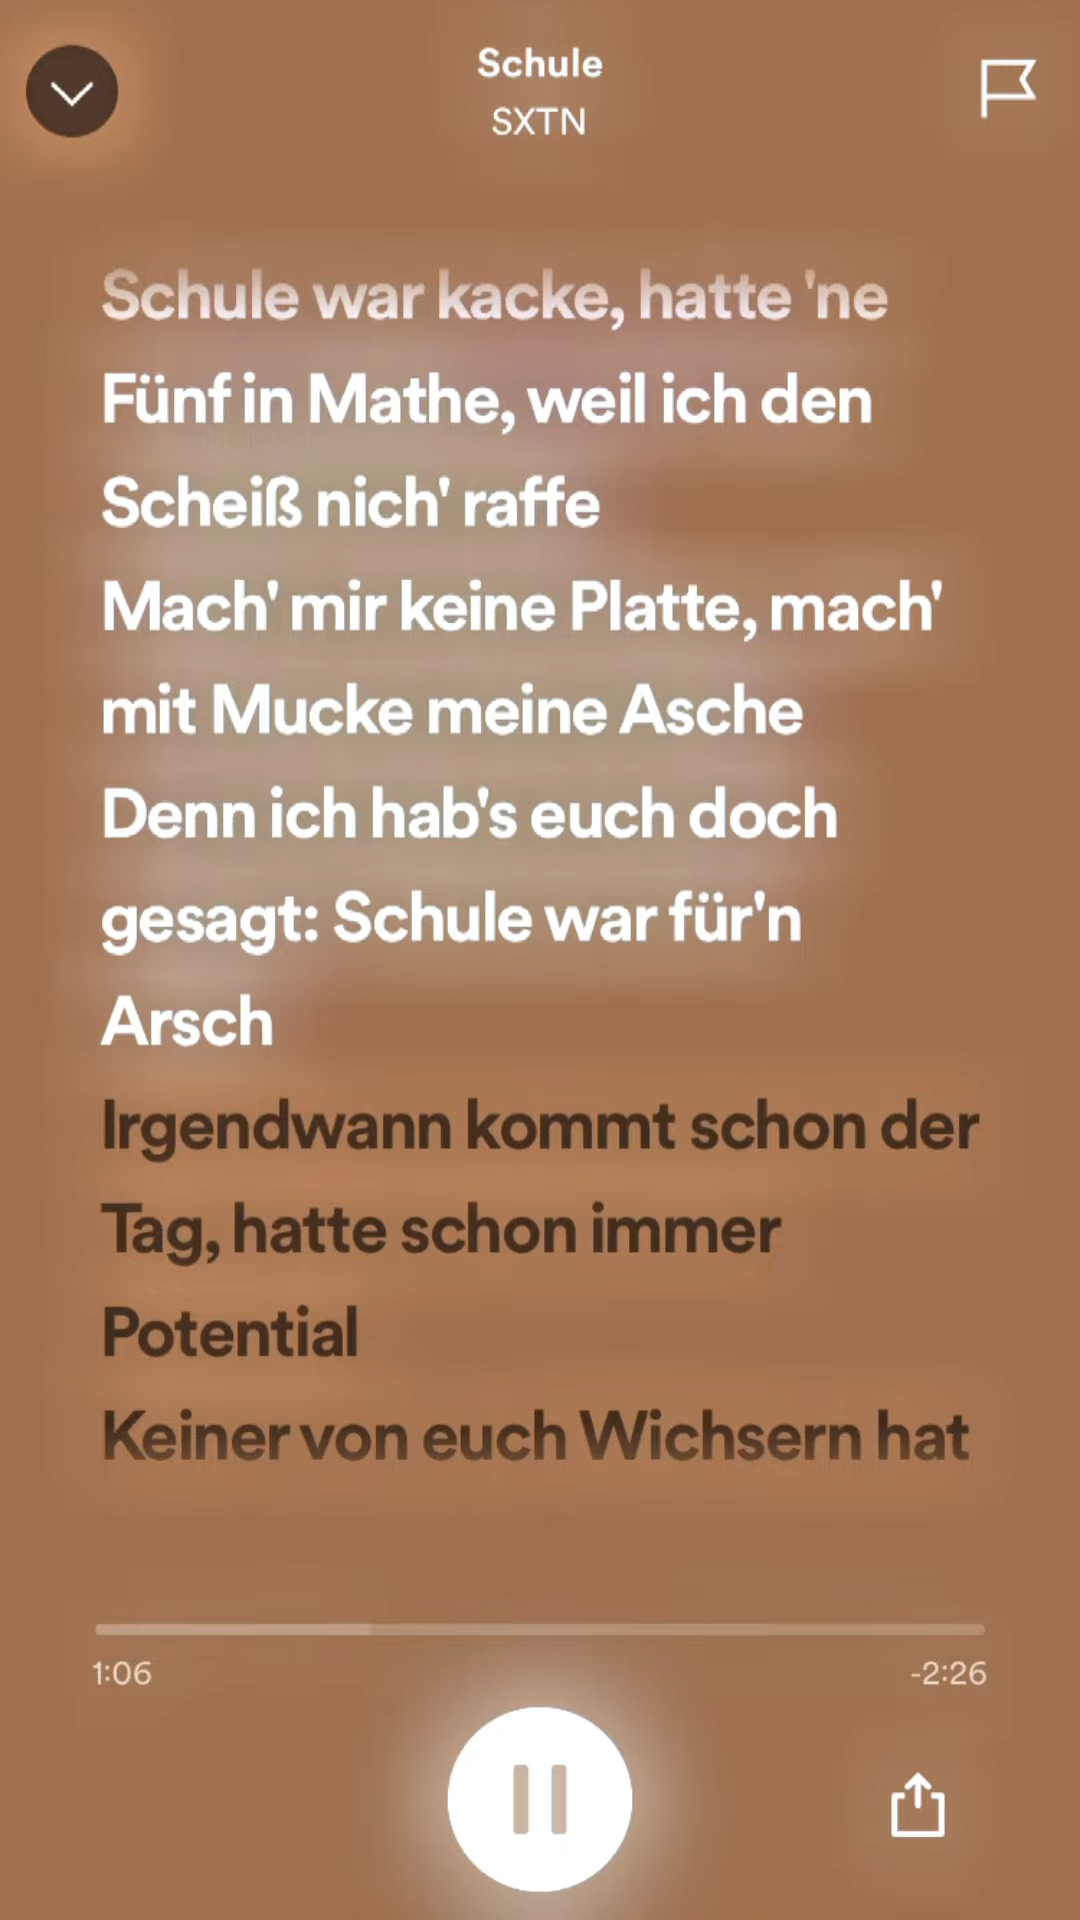 Schule
SXTN
Schule war kacke, hatte 'ne
Fünf in Mathe, weil ich den
Scheiß nich' raffe
Mach' mir keine Platte, mach'
mit Mucke meine Asche
Denn ich hab's euch doch
gesagt: Schule war für'n
Arsch
Irgendwann kommt schon der
Tag, hatte schon immer
Potential
Keiner von euch Wichsern hat
1:06
-2:26